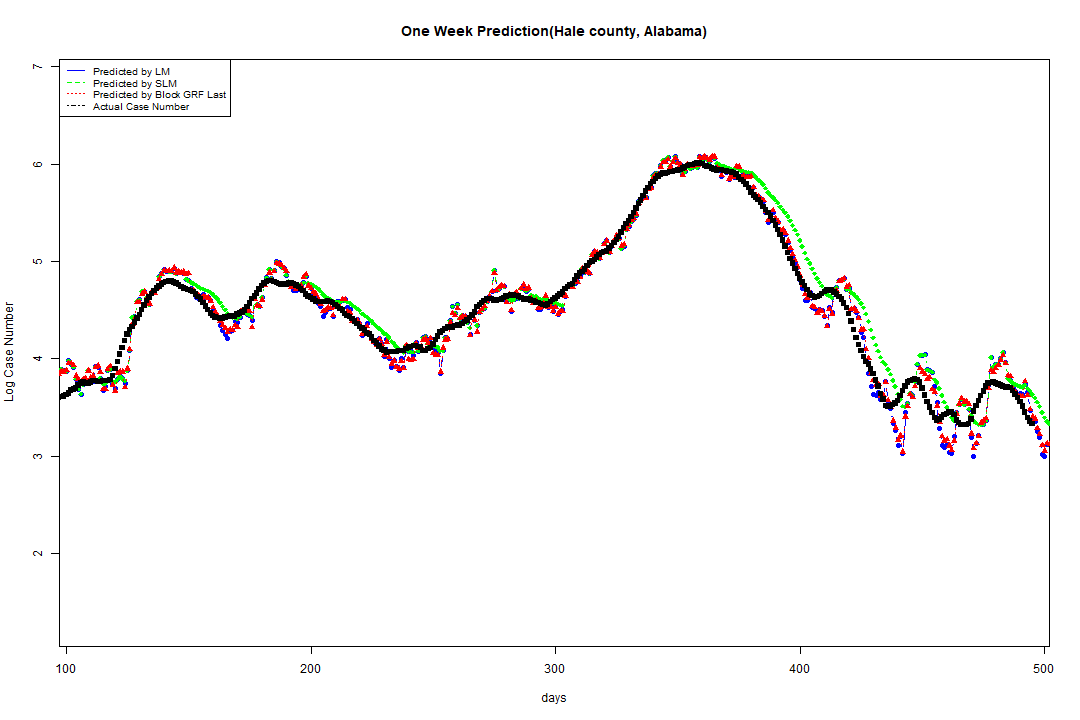 One Week Prediction(Hale county, Alabama)
Predicted by LM
Predicted by SLM
Predicted by Block GRF Last
Actual Case Number
7
6
5
4
3
2
Log Case Number
100 200 300 400 500
days